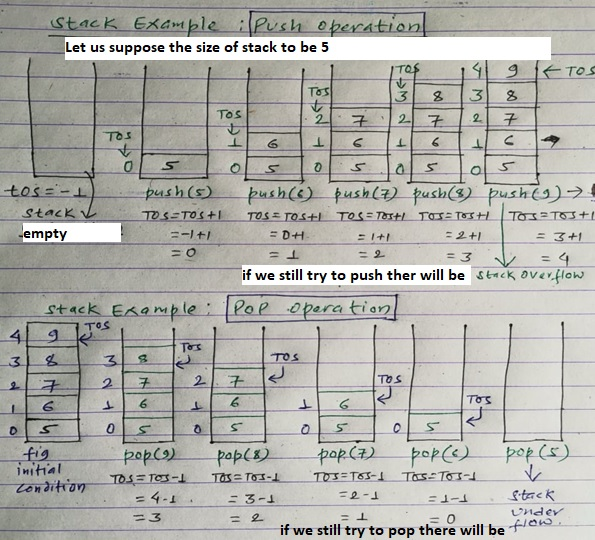 Stack Example : Push Operation
Let us suppose the size of stack to be 5
TOS 4 9 ← TOS
TOS 3 8 3 8
TOS 2 7 2 7 2 7
TOS 1 6 1 6 1 6 1 6
0 5 0 5 0 5 0 5 0 5
tos = -1 push(5) push(6) push(7) push(8) push(9) →
Stack TOS = TOS+1 TOS = TOS+1 TOS = TOS+1 TOS = TOS+1 TOS = TOS+1
empty = -1+1 = 0+1 = 1+1 = 2+1 = 3+1
= 0 = 1 = 2 = 3 = 4
if we still try to push ther will be stack overflow
Stack Example : POP Operation
4 9 TOS
3 8 3 8 TOS
2 7 2 7 2 7 TOS
1 6 1 6 1 6 1 6 TOS
0 5 0 5 0 5 0 5 0 5 TOS
fig pop(9) pop(8) pop(7) pop(6) pop(5)
initial
condition TOS = TOS-1 TOS = TOS-1 TOS = TOS-1 TOS = TOS-1
= 4-1 = 3-1 = 2-1 = 1-1 Stack
= 3 = 2 = 1 = 0 under
if we still try to pop there will be flow.